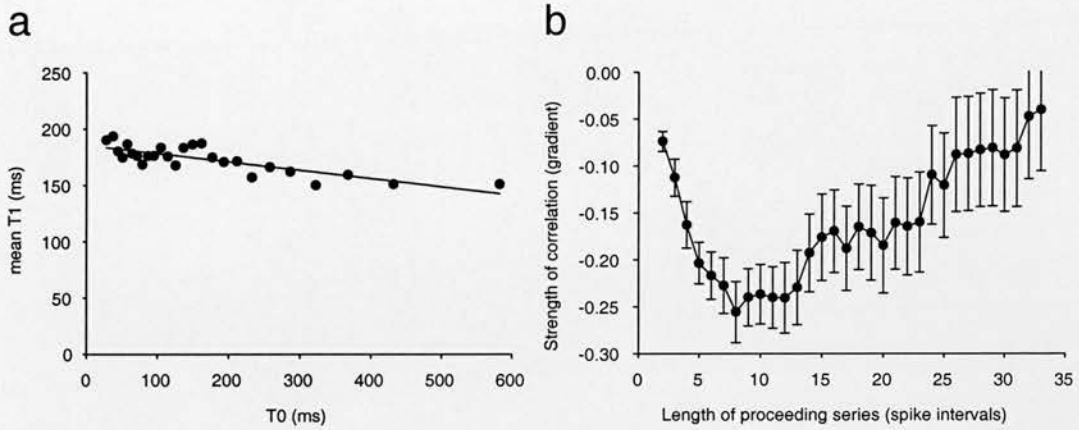 a
b
250
200
150
100
50
0
mean T1 (ms)
0 100 200 300 400 500 600
T0 (ms)
0.00
-0.05
-0.10
-0.15
-0.20
-0.25
-0.30
Strength of correlation (gradient)
0 5 10 15 20 25 30 35
Length of proceeding series (spike intervals)